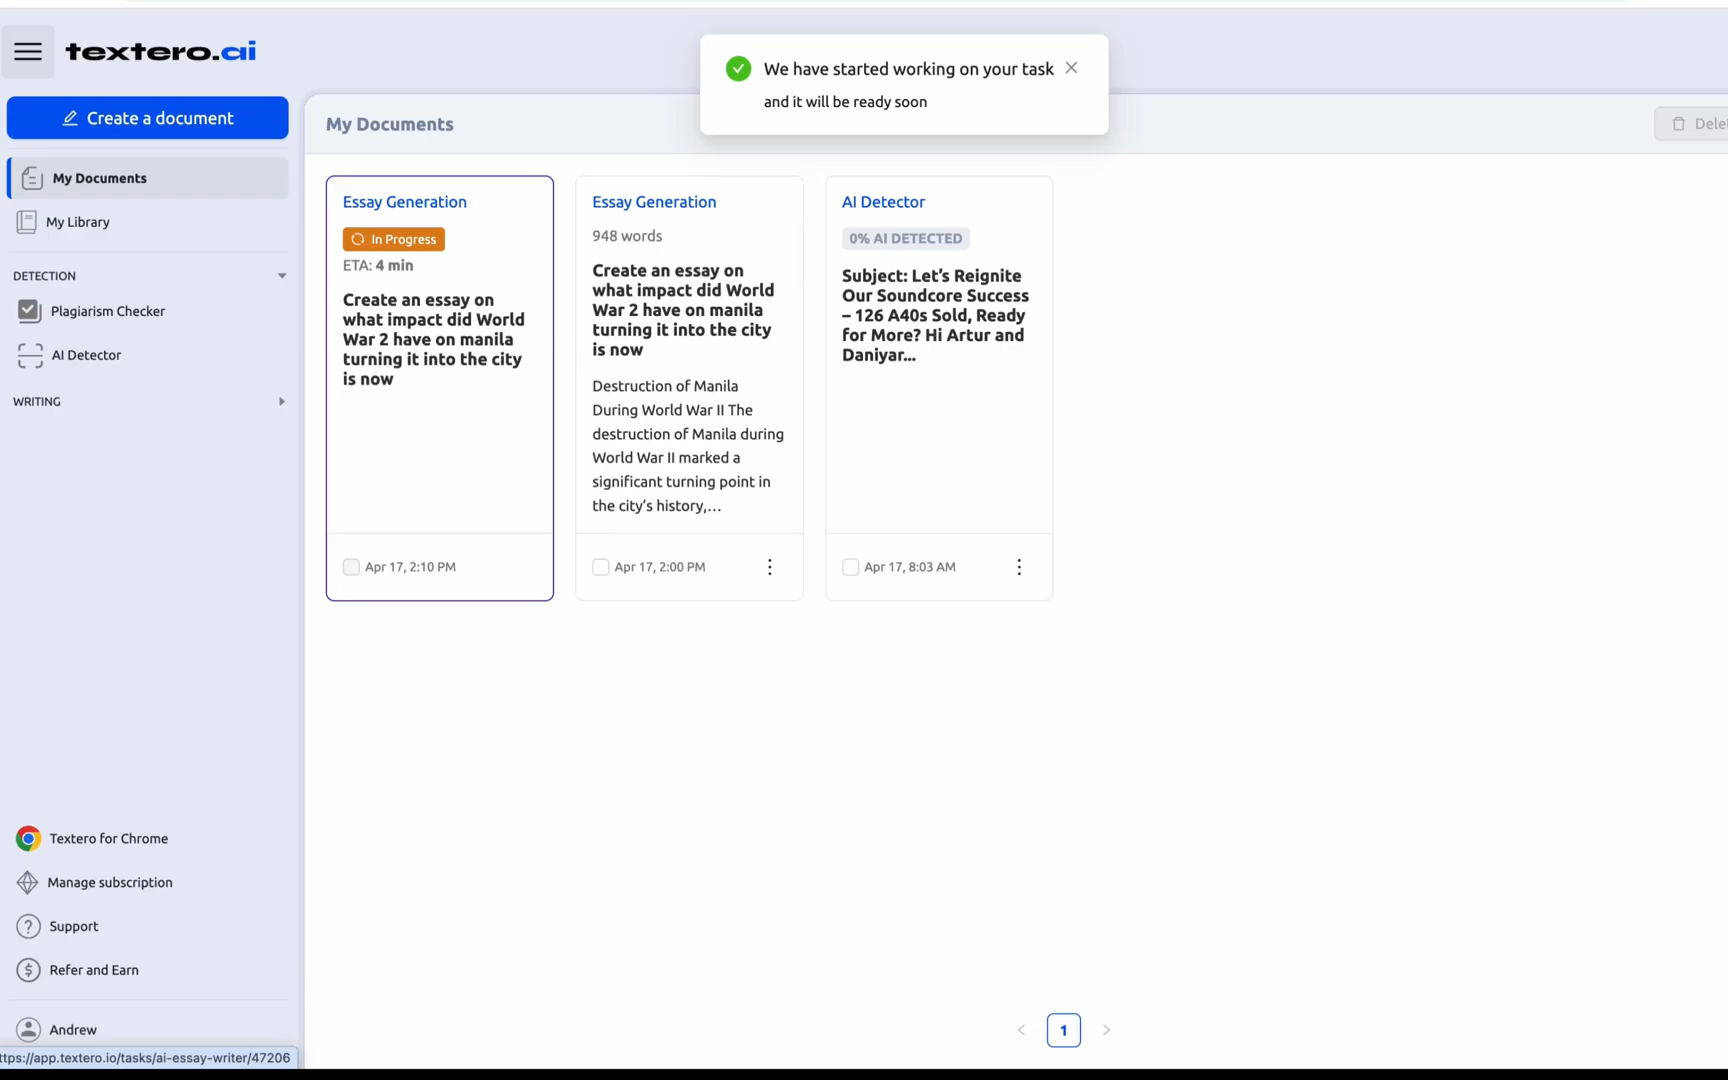 textero.ai
We have started working on your task
and it will be ready soon
Create a document
My Documents
My Library
DETECTION
Plagiarism Checker
AI Detector
WRITING
Textero for Chrome
Manage subscription
Support
Refer and Earn
Andrew
ttps://app.textero.io/tasks/ai-essay-writer/47206
My Documents
Dele
Essay Generation
In Progress
ETA: 4 min
Create an essay on
what impact did World
War 2 have on manila
turning it into the city
is now
Apr 17, 2:10 PM
Essay Generation
948 words
Create an essay on
what impact did World
War 2 have on manila
turning it into the city
is now
Destruction of Manila
During World War II The
destruction of Manila during
World War II marked a
significant turning point in
the city’s history,...
Apr 17, 2:00 PM
AI Detector
0% AI DETECTED
Subject: Let’s Reignite
Our Soundcore Success
– 126 A40s Sold, Ready
for More? Hi Artur and
Daniyar...
Apr 17, 8:03 AM
1